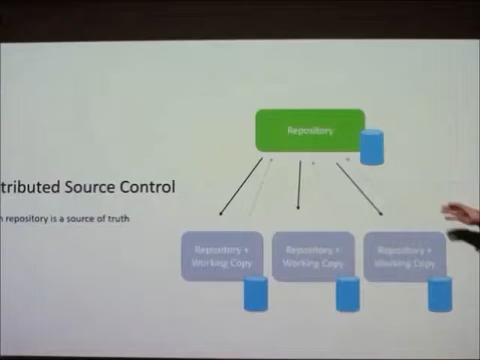 Repository
tributed Source Control
n repository is a source of truth
Repository +
Working Copy
Repository +
Working Copy
Repository +
Working Copy